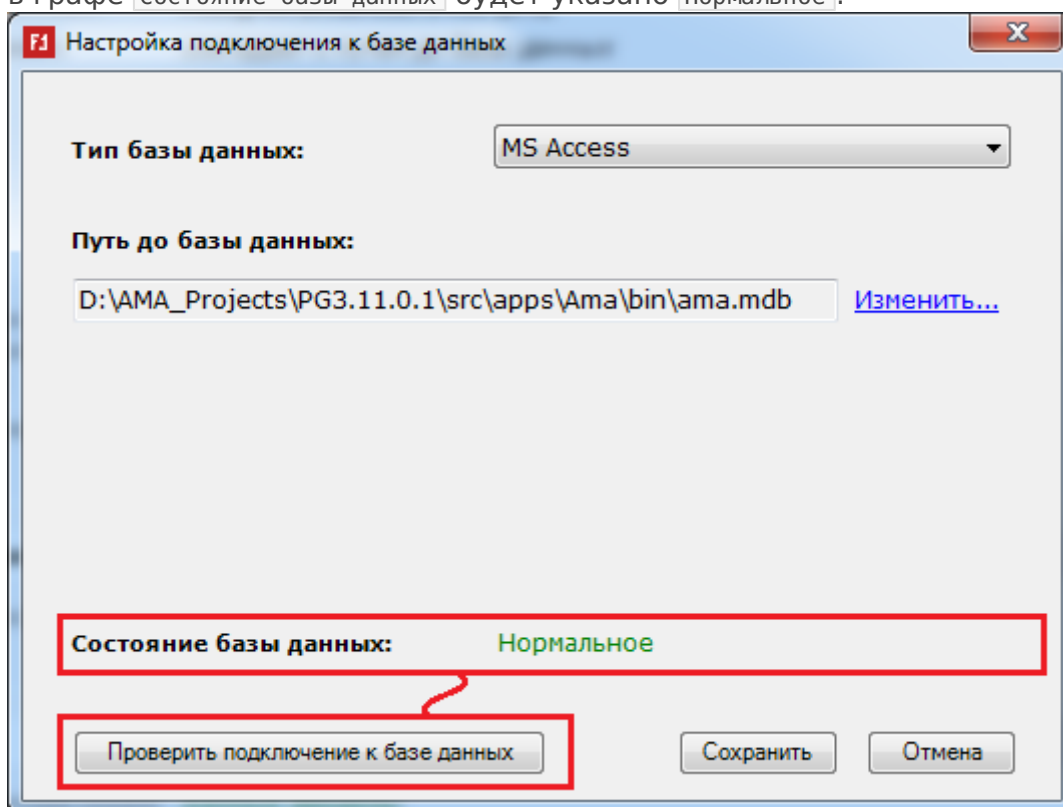 В графе состояние базы данных будет указано нормальное.
Настройка подключения к базе данных
Тип базы данных: MS Access
Путь до базы данных:
D:\AMA_Projects\PG3.11.0.1\src\apps\Ama\bin\ama.mdb Изменить...
Состояние базы данных: Нормальное
Проверить подключение к базе данных Сохранить Отмена